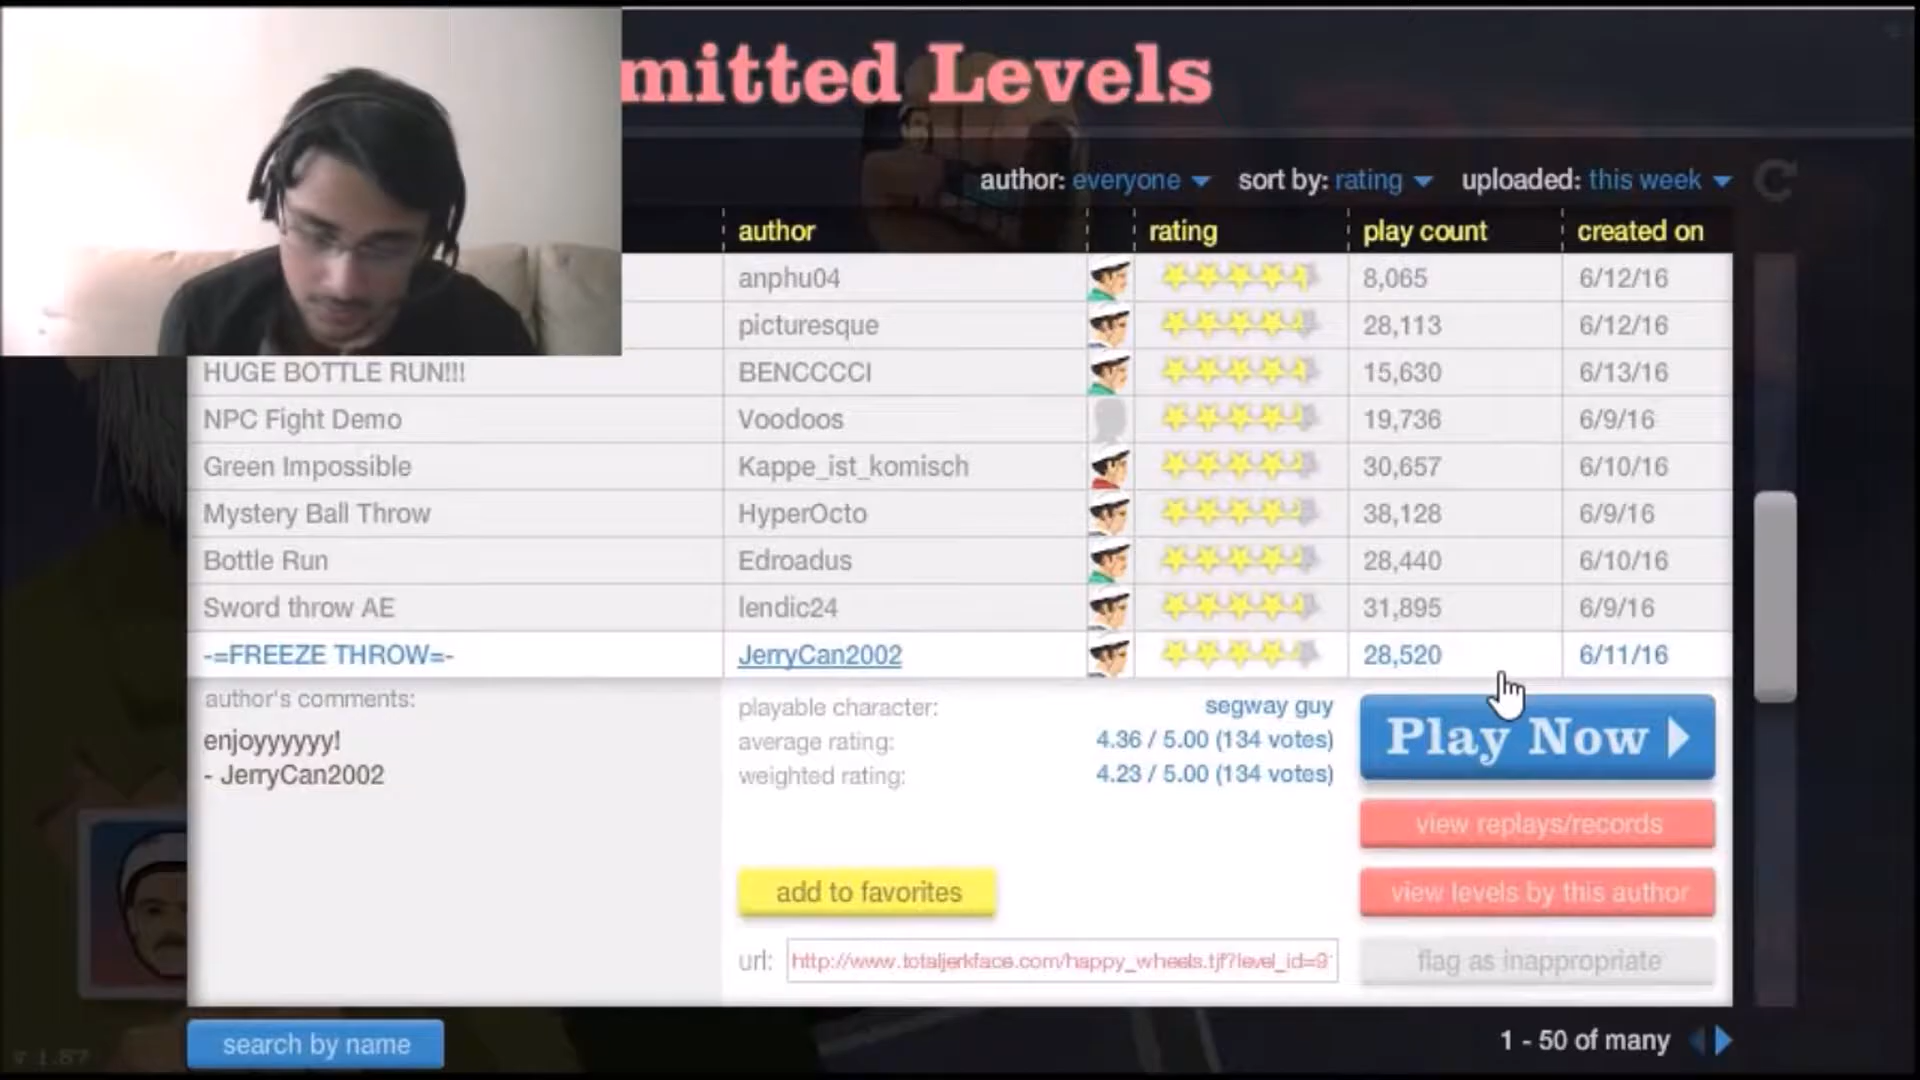 mitted Levels
author: everyone sort by: rating uploaded: this week
author rating play count created on
anphu04 8,065 6/12/16
picturesque 28,113 6/12/16
HUGE BOTTLE RUN!!! BENCCCCI 15,630 6/13/16
NPC Fight Demo Voodoos 19,736 6/9/16
Green Impossible Kappe_ist_komisch 30,657 6/10/16
Mystery Ball Throw HyperOcto 38,128 6/9/16
Bottle Run Edroadus 28,440 6/10/16
Sword throw AE lendic24 31,895 6/9/16
-=FREEZE THROW=- JerryCan2002 28,520 6/11/16
author's comments:
enjoyyyyyy!
- JerryCan2002
playable character: segway guy
average rating: 4.36 / 5.00 (134 votes)
weighted rating: 4.23 / 5.00 (134 votes)
Play Now
view replays/records
add to favorites
view levels by this author
url: http://www.totaljerkface.com/happy_wheels.tjf?level_id=9
flag as inappropriate
search by name
1 - 50 of many
v 1.87